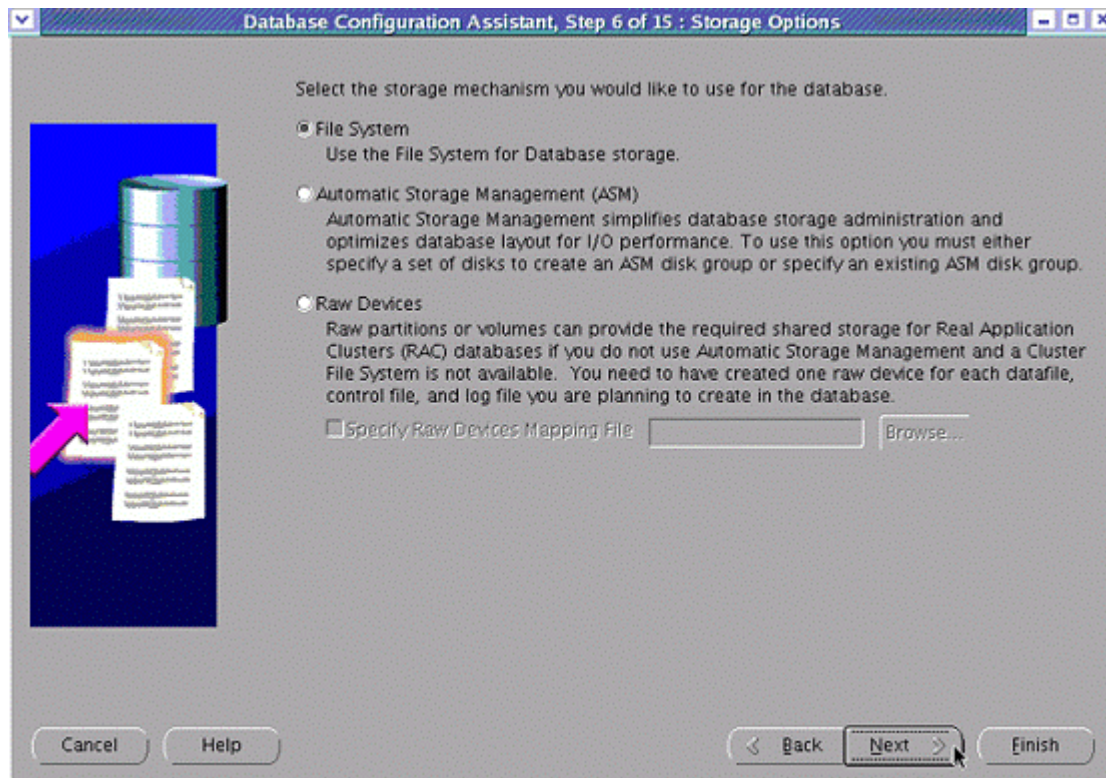 Database Configuration Assistant, Step 6 of 15 : Storage Options
Select the storage mechanism you would like to use for the database.
File System
Use the File System for Database storage.
Automatic Storage Management (ASM)
Automatic Storage Management simplifies database storage administration and
optimizes database layout for I/O performance. To use this option you must either
specify a set of disks to create an ASM disk group or specify an existing ASM disk group.
Raw Devices
Raw partitions or volumes can provide the required shared storage for Real Application
Clusters (RAC) databases if you do not use Automatic Storage Management and a Cluster
File System is not available. You need to have created one raw device for each datafile,
control file, and log file you are planning to create in the database.
Specify Raw Devices Mapping File
Browse...
Cancel
Help
Back
Next
Finish